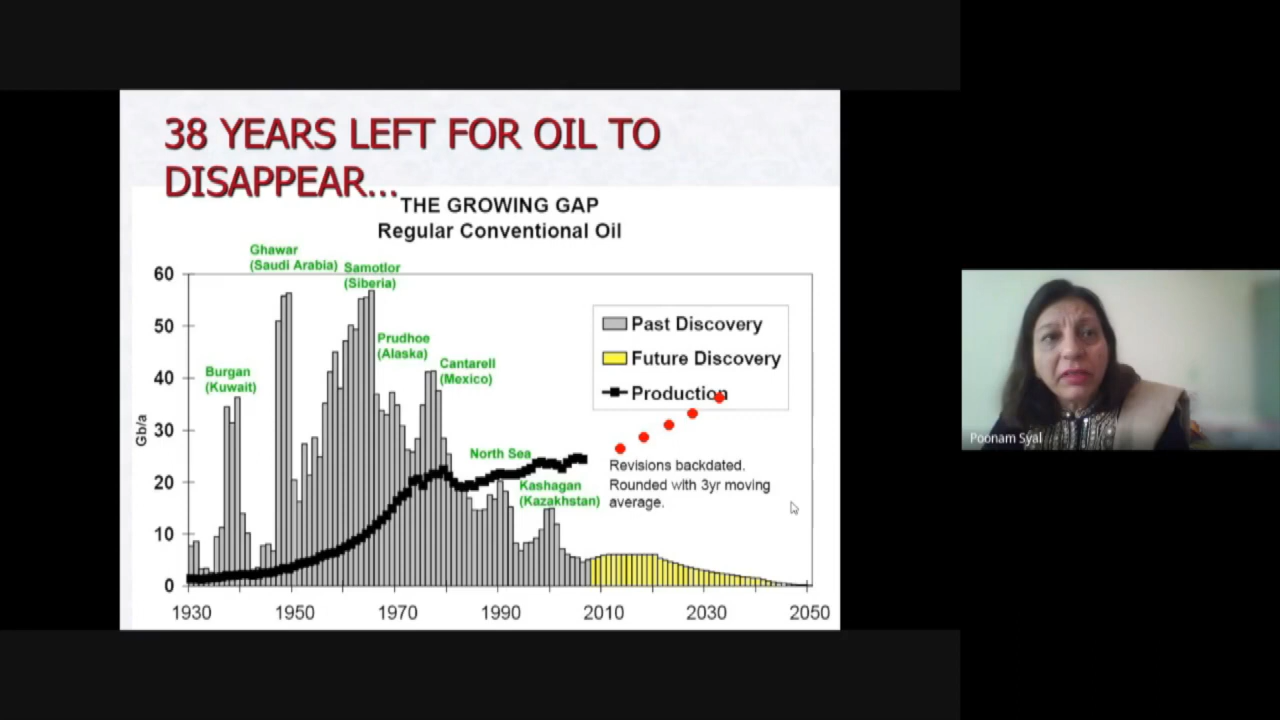 38 YEARS LEFT FOR OIL TO
DISAPPEAR...
THE GROWING GAP
Regular Conventional Oil
Ghawar
(Saudi Arabia)
Samotlor
(Siberia)
Prudhoe
(Alaska)
Cantarell
(Mexico)
Burgan
(Kuwait)
North Sea
Kashagan
(Kazakhstan)
Past Discovery
Future Discovery
Production
Revisions backdated.
Rounded with 3yr moving
average.
Gb/a
60
50
40
30
20
10
0
1930 1950 1970 1990 2010 2030 2050
Poonam Syal